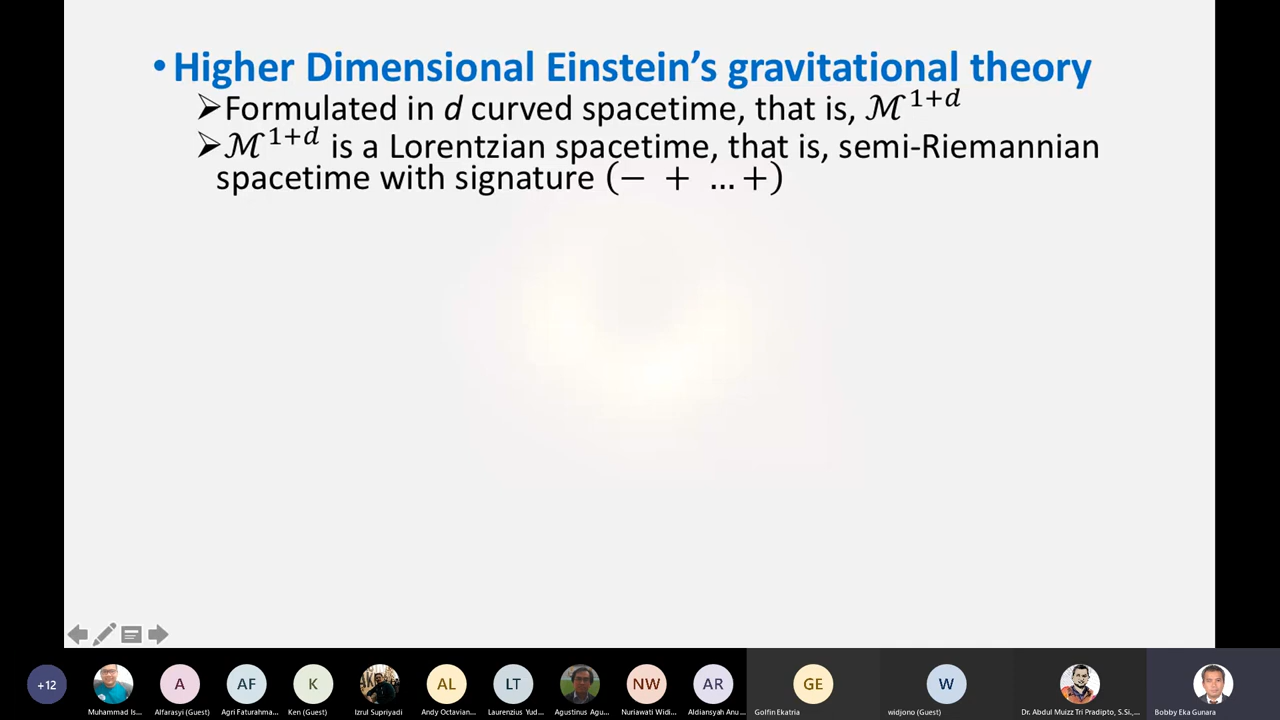 • Higher Dimensional Einstein’s gravitational theory
➢Formulated in d curved spacetime, that is, ℳ¹⁺ᵈ
➢ℳ¹⁺ᵈ is a Lorentzian spacetime, that is, semi-Riemannian
spacetime with signature (− + … +)
+12
A
AF
K
AL
LT
NW
AR
GE
W
Muhammad Is...
Alfarasyi (Guest)
Agri Faturahma...
Ken (Guest)
Izrul Supriyadi
Andy Octavian...
Laurenzius Yud...
Agustinus Agu...
Nuriawati Widi...
Aldiansyah Anu...
Golfin Ekatria
widjono (Guest)
Dr. Abdul Muizz Tri Pradipto, S.Si,...
Bobby Eka Gunara